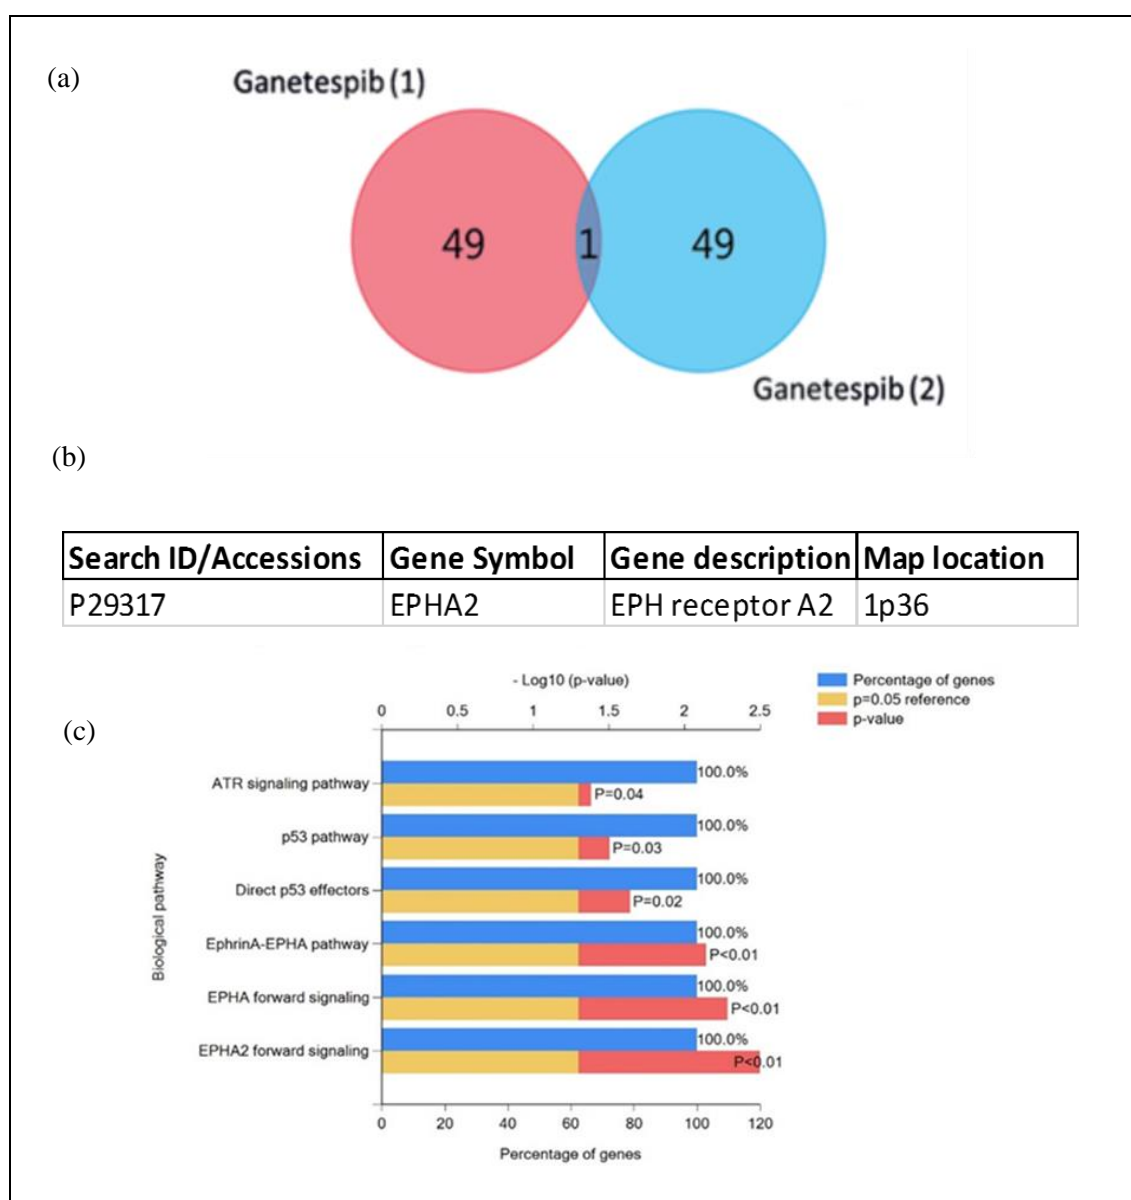 (a)
Ganetespib (1)
49 1 49
Ganetespib (2)
(b)
Search ID/Accessions Gene Symbol Gene description Map location
P29317 EPHA2 EPH receptor A2 1p36
(c)
- Log10 (p-value)
0 0.5 1 1.5 2 2.5
Percentage of genes
p=0.05 reference
p-value
Biological pathway
ATR signaling pathway 100.0%
P=0.04
p53 pathway 100.0%
P=0.03
Direct p53 effectors 100.0%
P=0.02
EphrinA-EPHA pathway 100.0%
P<0.01
EPHA forward signaling 100.0%
P<0.01
EPHA2 forward signaling 100.0%
P<0.01
0 20 40 60 80 100 120
Percentage of genes